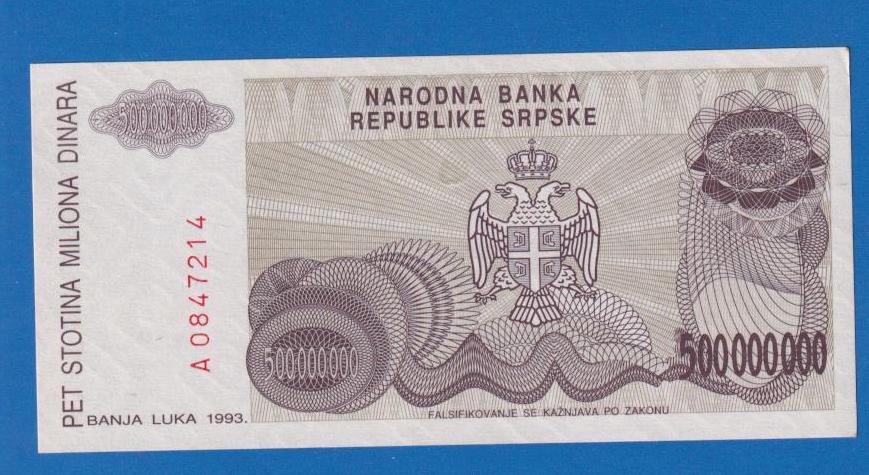 PET STOTINA MILIONA DINARA
500000000
A0847214
BANJA LUKA 1993.
NARODNA BANKA
REPUBLIKE SRPSKE
500000000
500000000
FALSIFIKOVANJE SE KAŽNJAVA PO ZAKONU